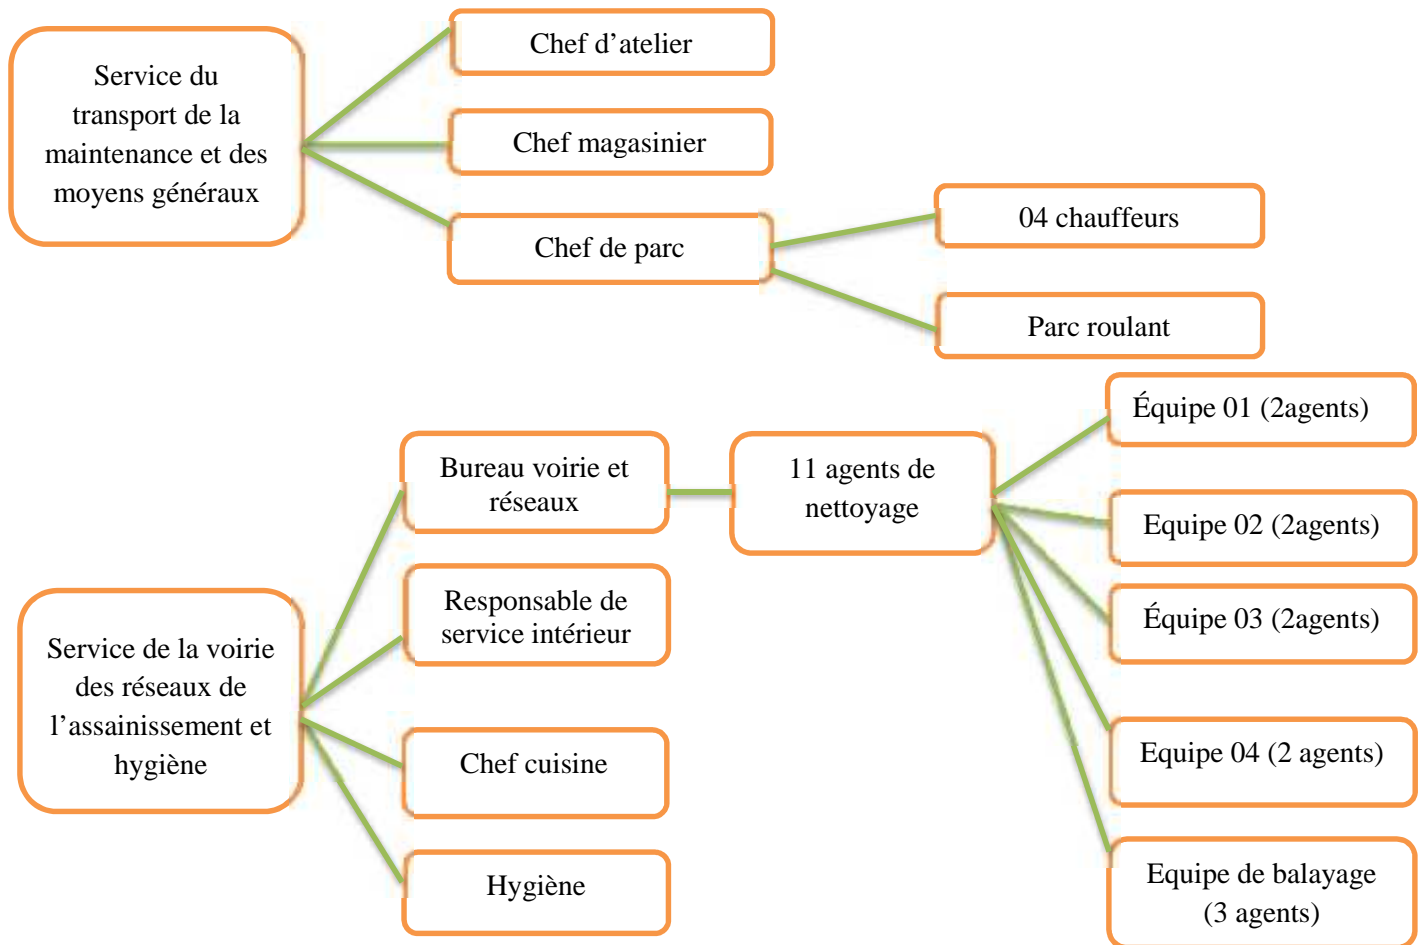 Service du
transport de la
maintenance et des
moyens généraux
Chef d’atelier
Chef magasinier
Chef de parc
04 chauffeurs
Parc roulant
Service de la voirie
des réseaux de
l’assainissement et
hygiène
Bureau voirie et
réseaux
Responsable de
service intérieur
Chef cuisine
Hygiène
11 agents de
nettoyage
Équipe 01 (2agents)
Equipe 02 (2agents)
Équipe 03 (2agents)
Equipe 04 (2 agents)
Equipe de balayage
(3 agents)